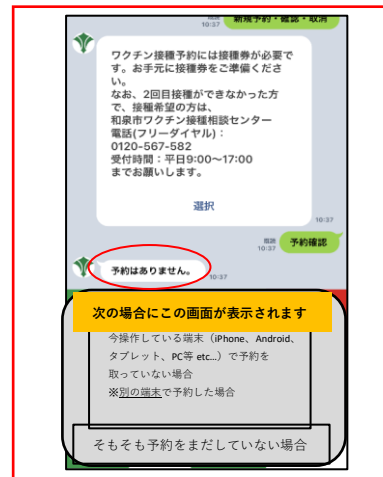 新規予約・確認・取消
10:37
ワクチン接種予約には接種券が必要で
す。お手元に接種券をご準備くださ
い。
なお、2回目接種ができなかった方
で、接種希望の方は、
和泉市ワクチン接種相談センター
電話(フリーダイヤル)：
0120-567-582
受付時間：平日9:00～17:00
までお願いします。
選択
10:37
既読
10:37
予約確認
予約はありません。
10:37
次の場合にこの画面が表示されます
今操作している端末（iPhone、Android、
タブレット、PC等 etc…）で予約を
取っていない場合
※別の端末で予約した場合
そもそも予約をまだしていない場合